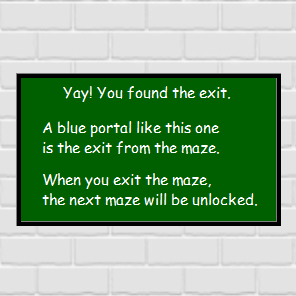 Yay! You found the exit.
A blue portal like this one
is the exit from the maze.
When you exit the maze,
the next maze will be unlocked.